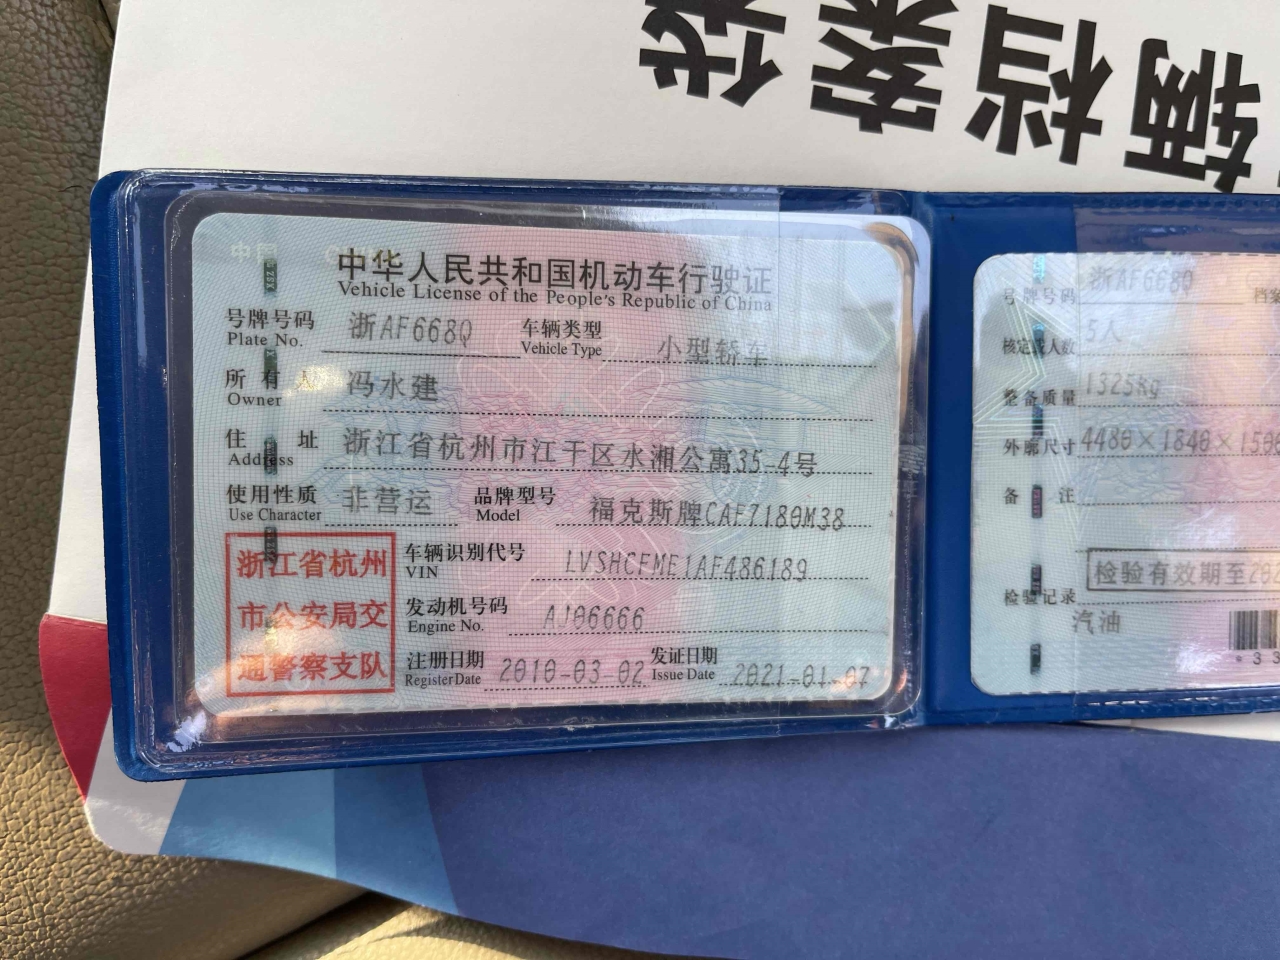 辆档案袋
中华人民共和国机动车行驶证
Vehicle License of the People's Republic of China
号牌号码 浙AF668Q 车辆类型 小型轿车
Plate No. Vehicle Type
所有人 冯水建
Owner
住址 浙江省杭州市江干区水湘公寓35-4号
Address
使用性质 非营运 品牌型号 福克斯牌CAF7180M38
Use Character Model
浙江省杭州
市公安局交
通警察支队
车辆识别代号 LVSHCFME1AF486189
VIN
发动机号码 AJ06666
Engine No.
注册日期 2010-03-02 发证日期 2021-01-07
Register Date Issue Date
号牌号码 浙AF668Q 档案
核定载人数 5人
整备质量 1325kg
外廓尺寸 4480×1840×1500
备注
检验有效期至202
检验记录
汽油